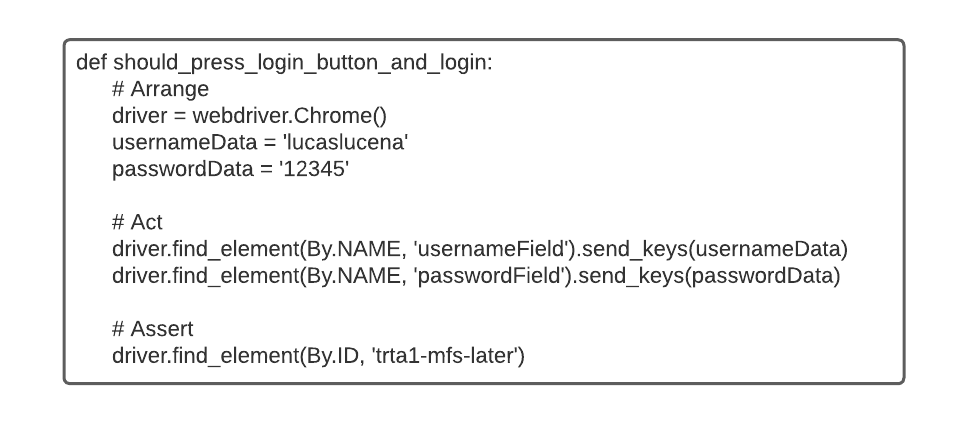 def should_press_login_button_and_login:
# Arrange
driver = webdriver.Chrome()
usernameData = 'lucaslucena'
passwordData = '12345'
# Act
driver.find_element(By.NAME, 'usernameField').send_keys(usernameData)
driver.find_element(By.NAME, 'passwordField').send_keys(passwordData)
# Assert
driver.find_element(By.ID, 'trta1-mfs-later')